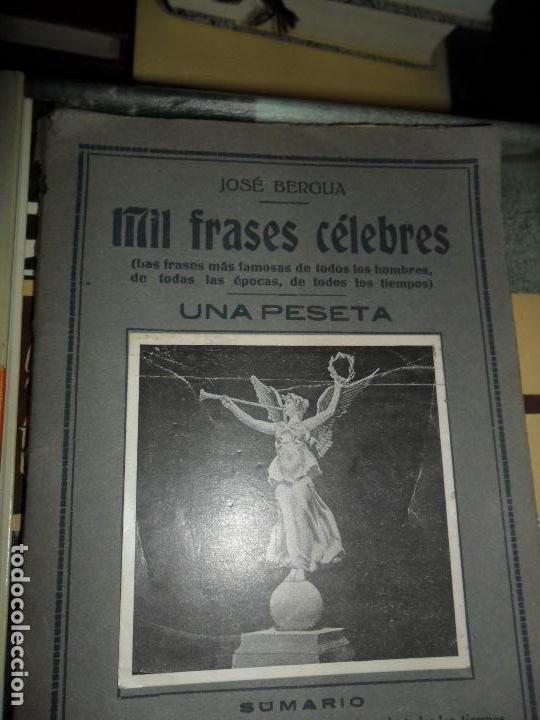 JOSÉ BERGUA
Mil frases célebres
(Las frases más famosas de todos los hombres,
de todas las épocas, de todos los tiempos)
UNA PESETA
SUMARIO
todocoleccion